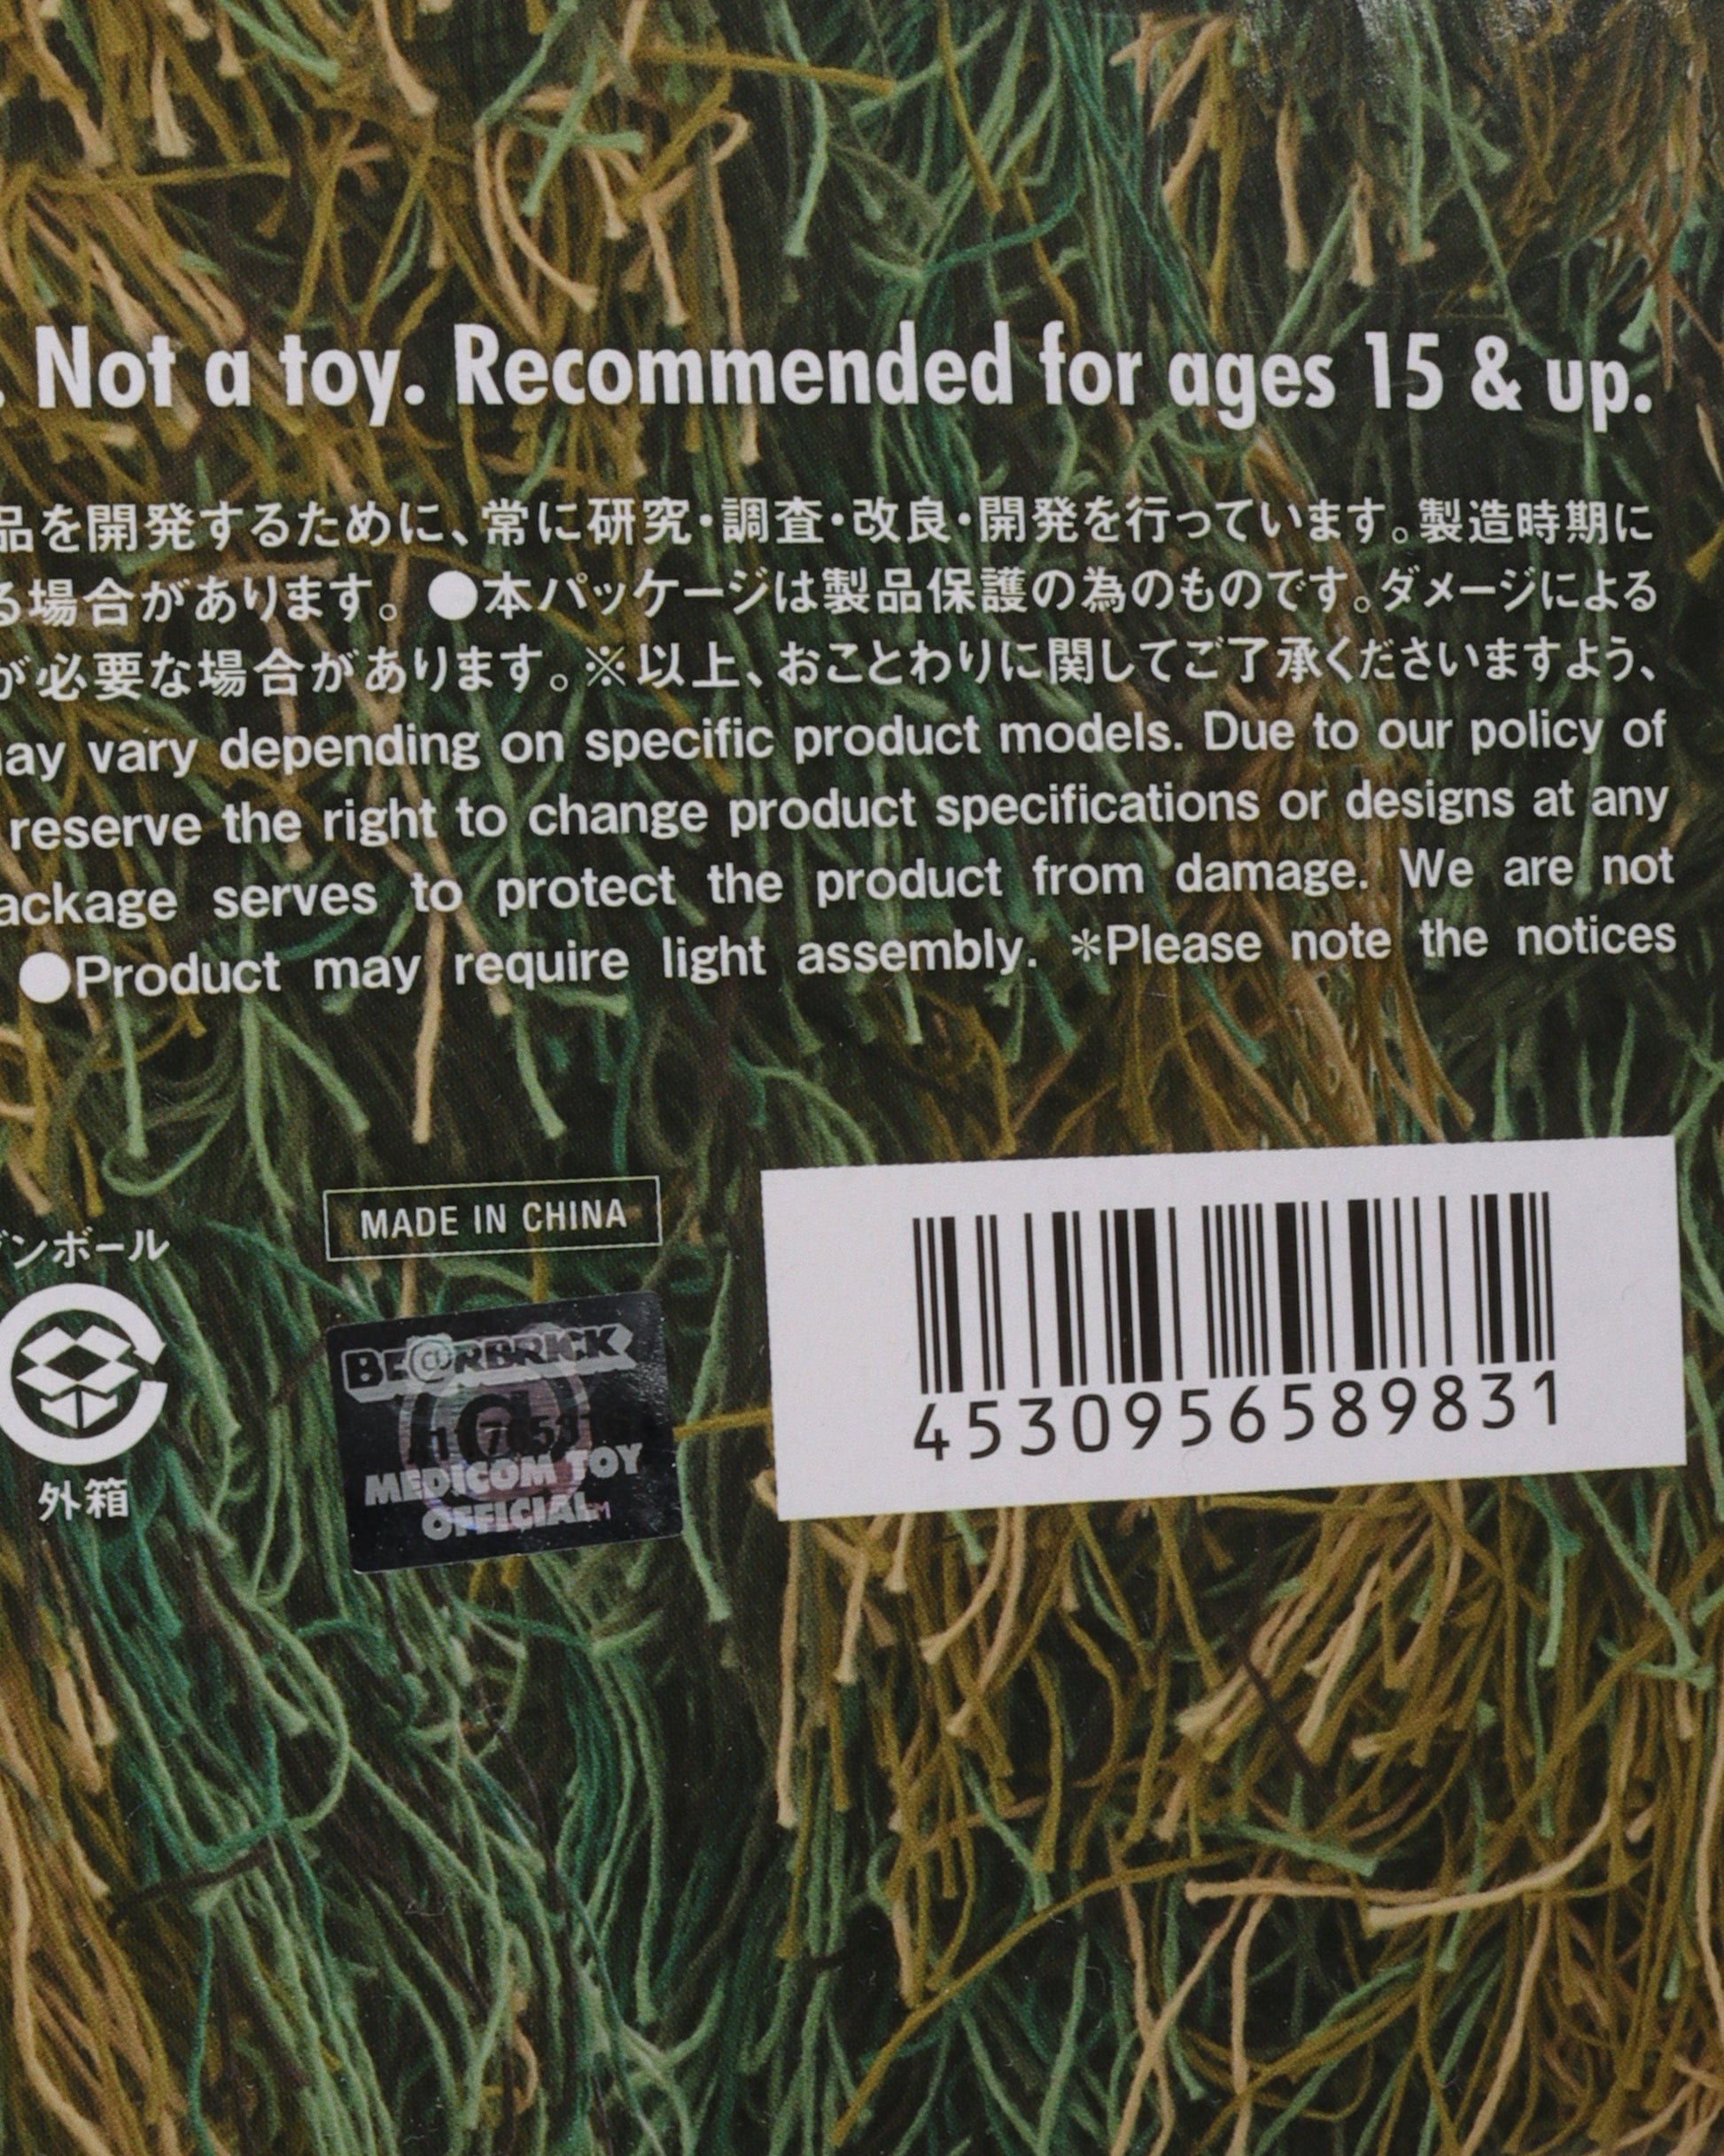 . Not a toy. Recommended for ages 15 & up.
品を開発するために、常に研究・調査・改良・開発を行っています。製造時期に
る場合があります。 ●本パッケージは製品保護の為のものです。ダメージによる
が必要な場合があります。※以上、おことわりに関してご了承くださいますよう、
may vary depending on specific product models. Due to our policy of
reserve the right to change product specifications or designs at any
ackage serves to protect the product from damage. We are not
●Product may require light assembly. *Please note the notices
MADE IN CHINA
ンボール
外箱
BE@RBRICK
MEDICOM TOY
OFFICIAL
4530956589831